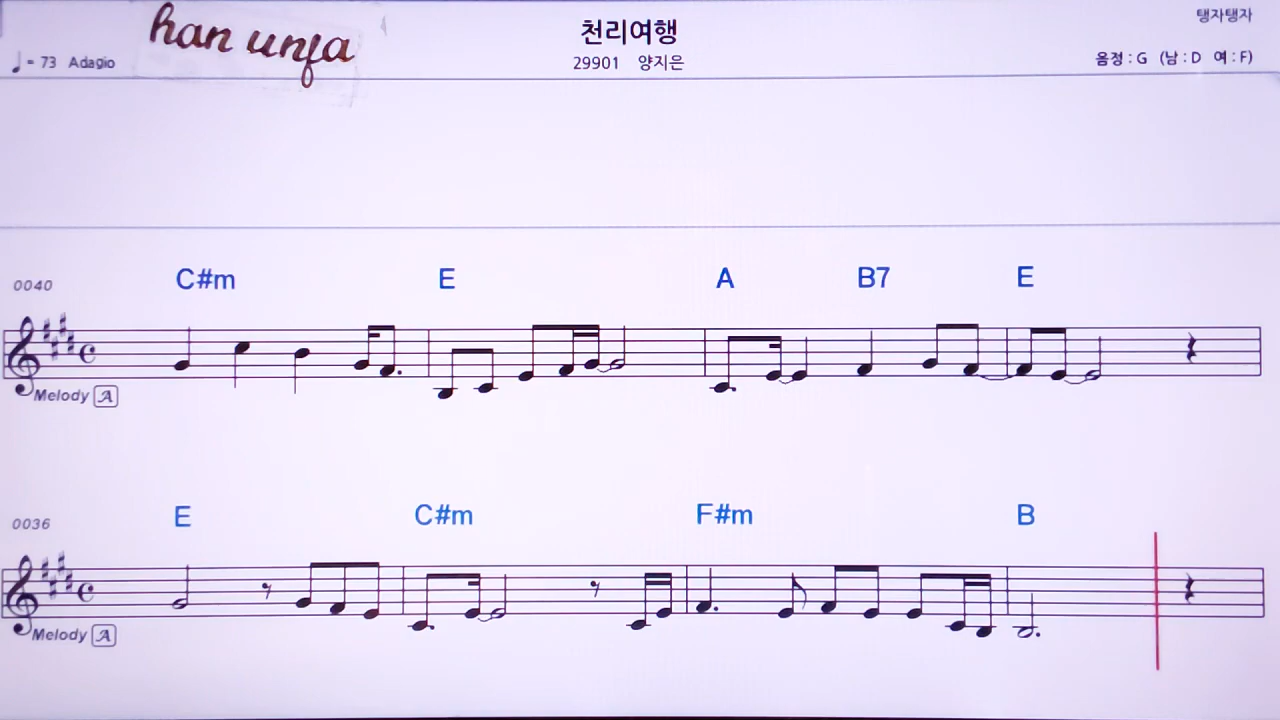 han unja
천리여행
탱자탱자
♩= 73 Adagio
29901 양지은
음정 : G (남 : D 여 : F)
0040 C#m E A B7 E
Melody A
0036 E C#m F#m B
Melody A